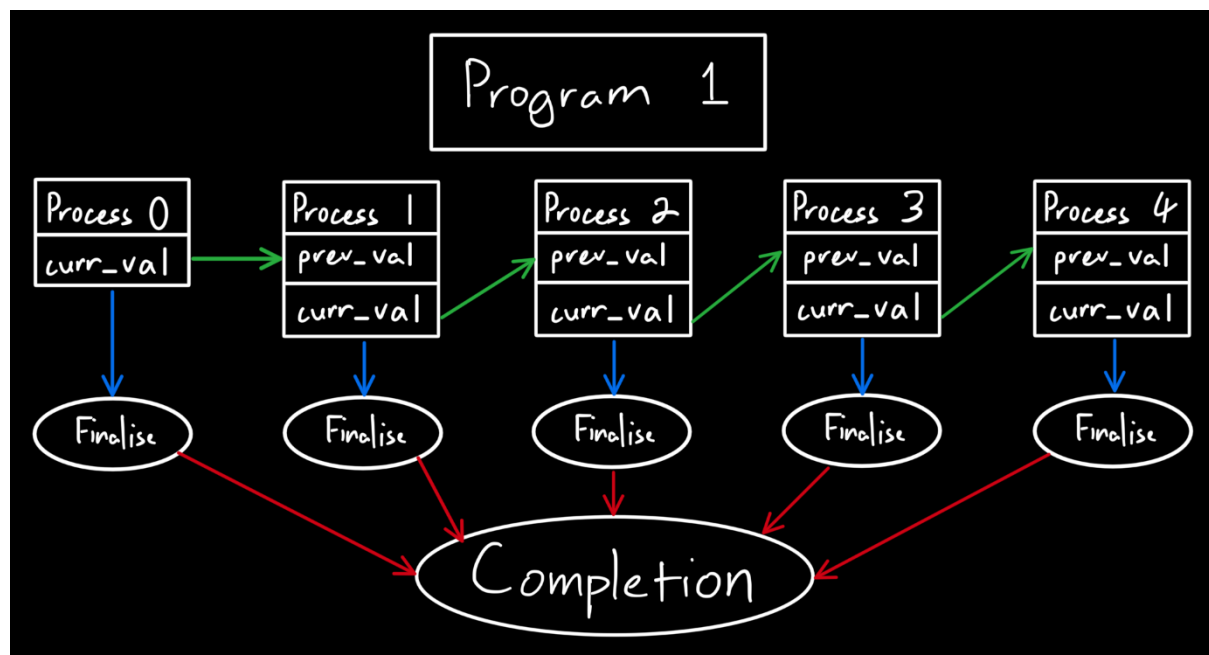 Program 1
Process 0
curr_val
Process 1
prev_val
curr_val
Process 2
prev_val
curr_val
Process 3
prev_val
curr_val
Process 4
prev_val
curr_val
Finalise
Finalise
Finalise
Finalise
Finalise
Completion